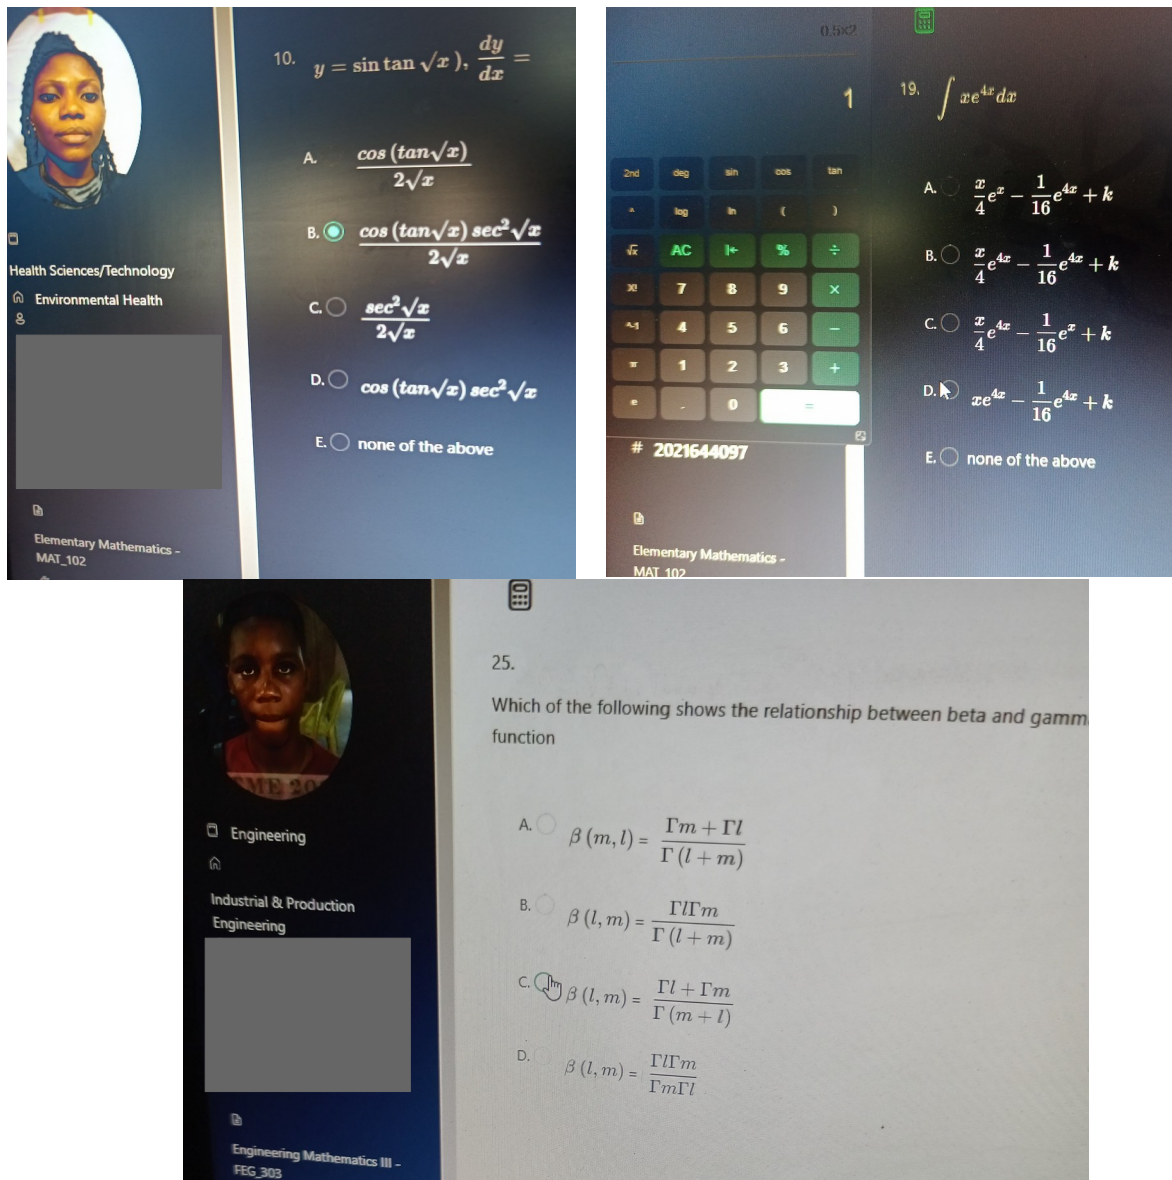 10. y = sin tan √x ), dy/dx =
A. cos (tan√x) / 2√x
B. cos (tan√x) sec² √x / 2√x
C. sec² √x / 2√x
D. cos (tan√x) sec² √x
E. none of the above
Health Sciences/Technology
Environmental Health
Elementary Mathematics -
MAT_102
0.5×2
1
2nd deg sin cos tan
^ log ln ( )
√x AC % ÷
X! 7 8 9 ×
^-1 4 5 6 −
π 1 2 3 +
e . 0 =
# 2021644097
Elementary Mathematics -
MAT_102
19. ∫ xe^{4x} dx
A. x/4 e^x − 1/16 e^{4x} + k
B. x/4 e^{4x} − 1/16 e^{4x} + k
C. x/4 e^{4x} − 1/16 e^x + k
D. xe^{4x} − 1/16 e^{4x} + k
E. none of the above
Engineering
Industrial & Production
Engineering
Engineering Mathematics III -
FEG_303
25.
Which of the following shows the relationship between beta and gamm
function
A. β (m, l) = Γm + Γl / Γ (l + m)
B. β (l, m) = ΓlΓm / Γ (l + m)
C. β (l, m) = Γl + Γm / Γ (m + l)
D. β (l, m) = ΓlΓm / ΓmΓl